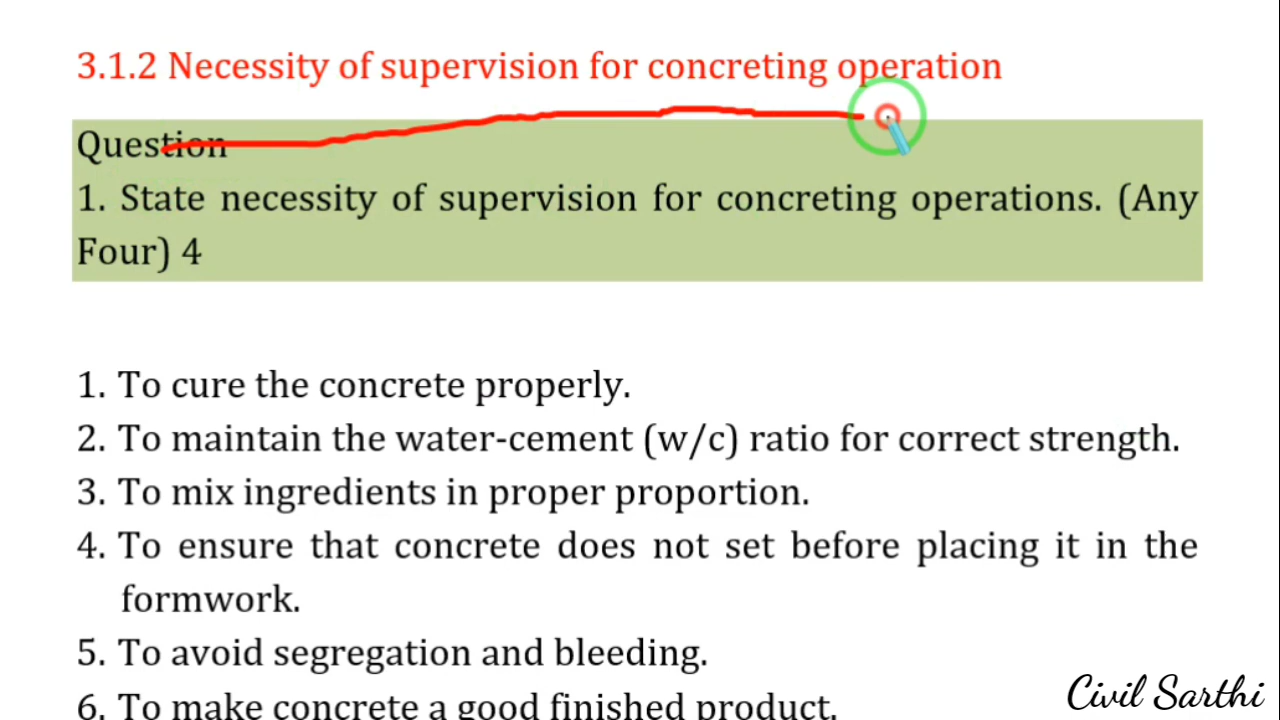 3.1.2 Necessity of supervision for concreting operation
Question
1. State necessity of supervision for concreting operations. (Any
Four) 4
1. To cure the concrete properly.
2. To maintain the water-cement (w/c) ratio for correct strength.
3. To mix ingredients in proper proportion.
4. To ensure that concrete does not set before placing it in the
formwork.
5. To avoid segregation and bleeding.
6. To make concrete a good finished product.
Civil Sarthi